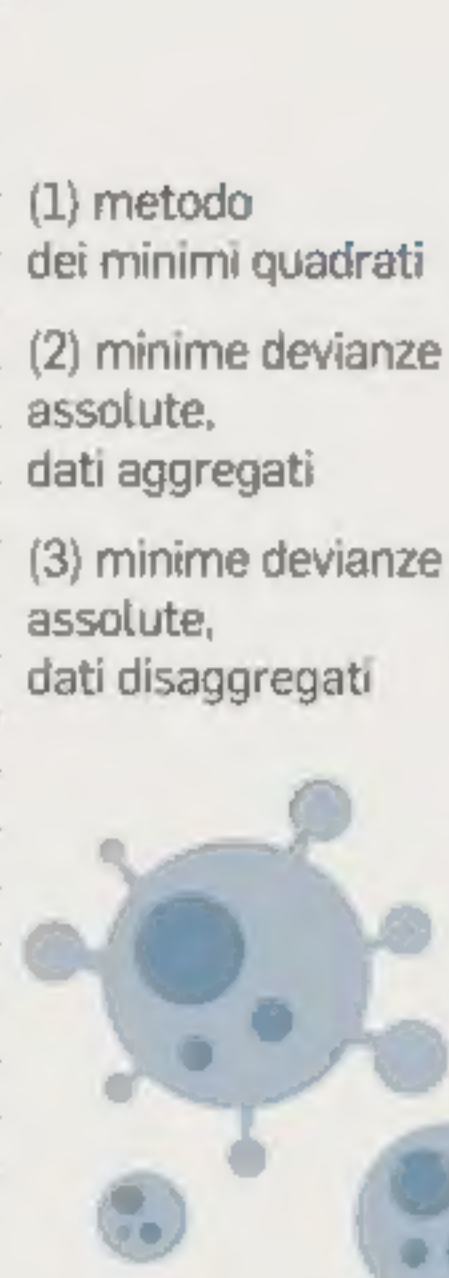 (1) metodo
dei minimi quadrati
(2) minime devianze
assolute,
dati aggregati
(3) minime devianze
assolute,
dati disaggregati